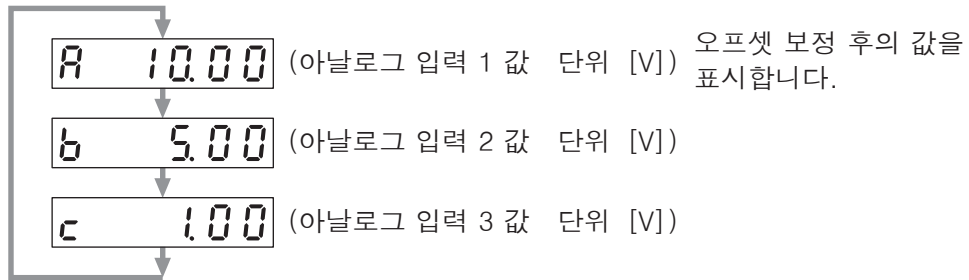 A 10.00 (아날로그 입력 1 값 단위 [V]) 오프셋 보정 후의 값을
표시합니다.
b 5.00 (아날로그 입력 2 값 단위 [V])
c 1.00 (아날로그 입력 3 값 단위 [V])